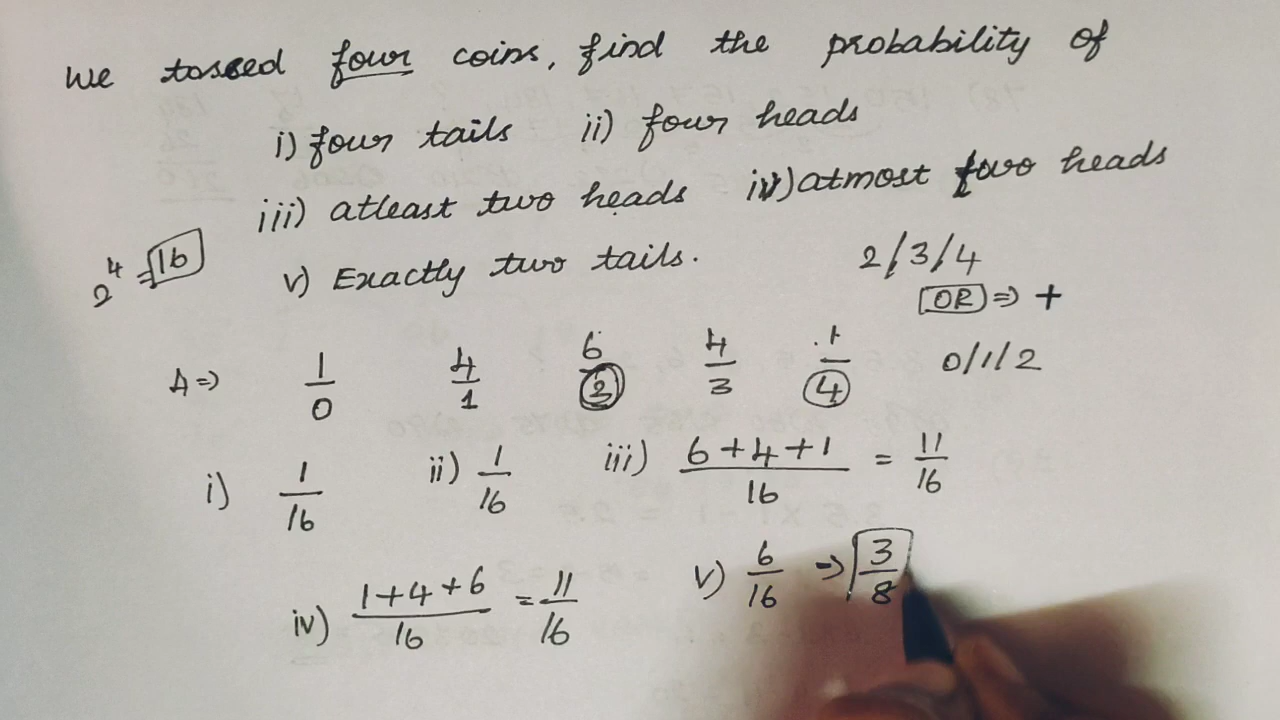 We tossed four coins, find the probability of
i) four tails ii) four heads
iii) atleast two heads iv) atmost two heads
2^4 = 16
v) Exactly two tails. 2/3/4
OR ⇒ +
4 ⇒ 1/0 4/1 6/2 4/3 1/4 0/1/2
i) 1/16 ii) 1/16 iii) 6+4+1/16 = 11/16
iv) 1+4+6/16 = 11/16 v) 6/16 ⇒ 3/8